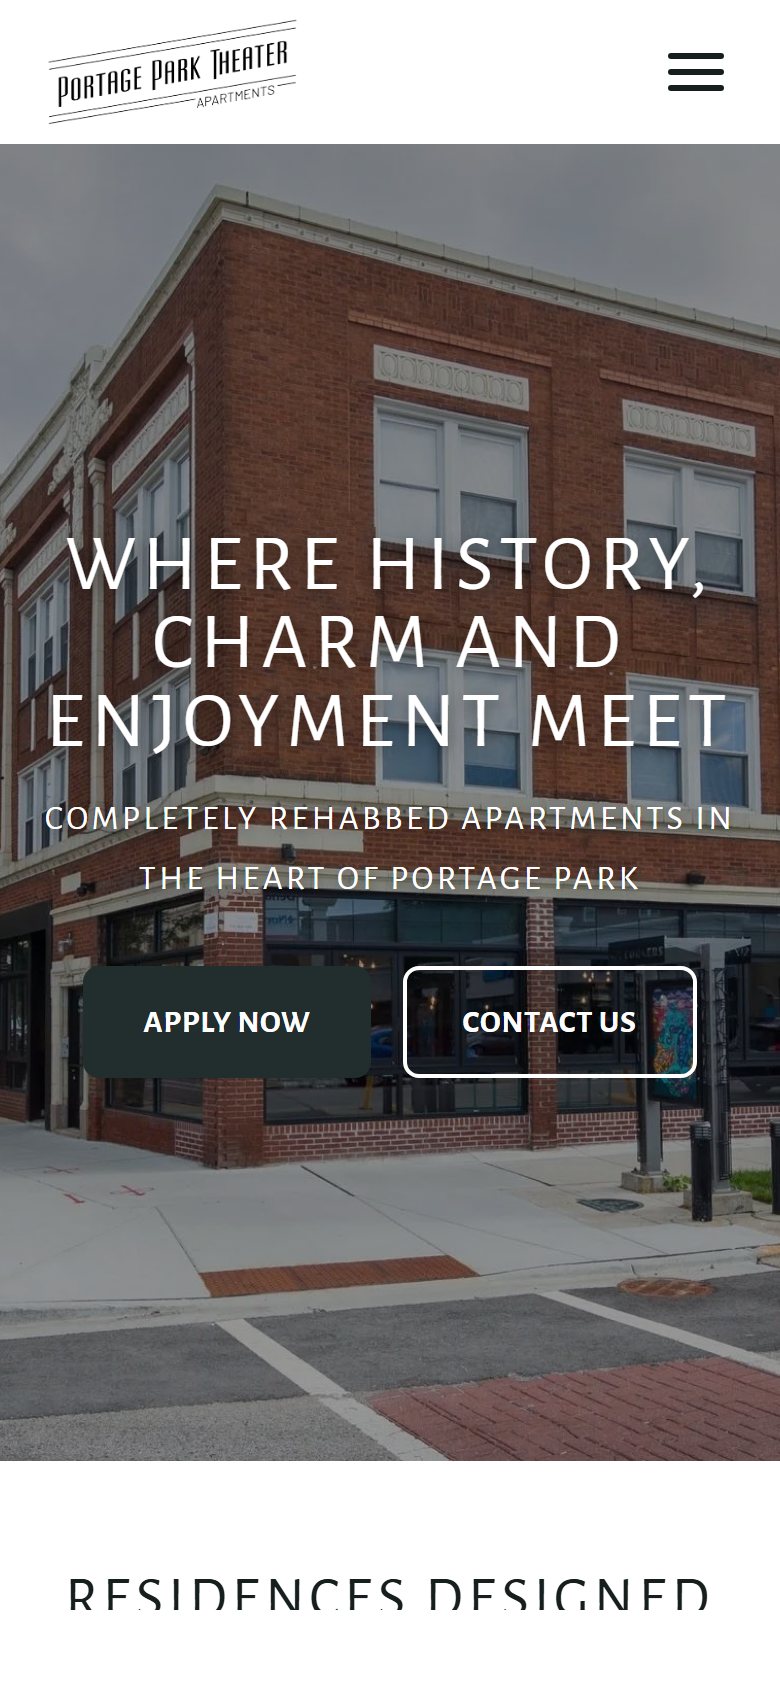 PORTAGE PARK THEATER
APARTMENTS
WHERE HISTORY,
CHARM AND
ENJOYMENT MEET
COMPLETELY REHABBED APARTMENTS IN
THE HEART OF PORTAGE PARK
APPLY NOW
CONTACT US
RESIDENCES DESIGNED